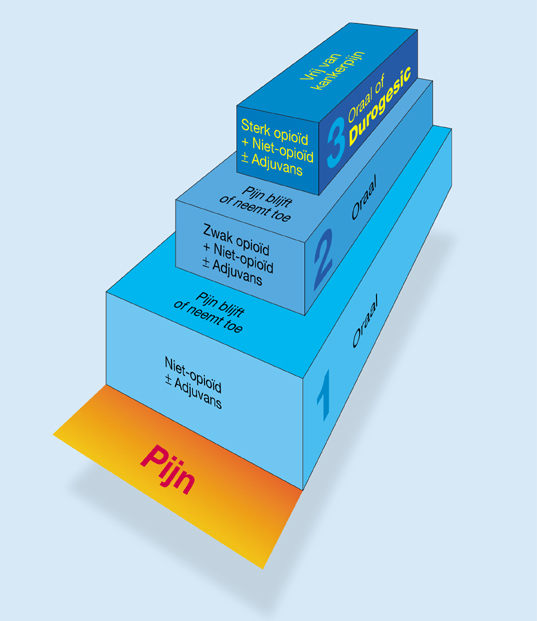 Vrij van
kankerpijn
Sterk opioïd
+ Niet-opioïd
± Adjuvans
3
Oraal of
Durogesic
Pijn blijft
of neemt toe
Zwak opioïd
+ Niet-opioïd
± Adjuvans
2
Oraal
Pijn blijft
of neemt toe
Niet-opioïd
± Adjuvans
1
Oraal
Pijn